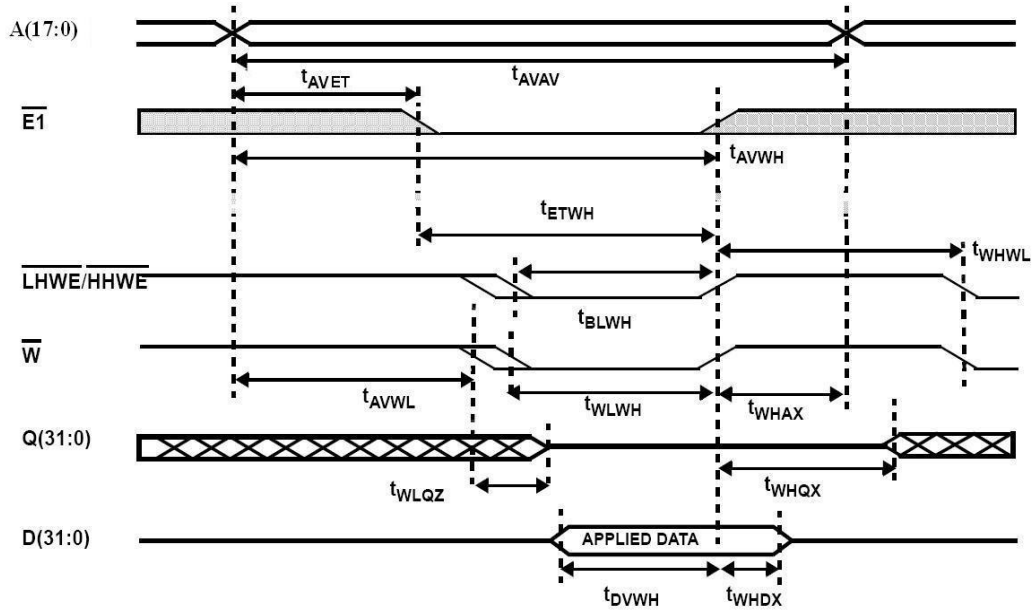 A(17:0)
tAVET
tAVAV
E1
tAVWH
tETWH
tWHWL
LHWE/HHWE
tBLWH
W
tAVWL
tWLWH
tWHAX
Q(31:0)
tWLQZ
tWHQX
D(31:0)
APPLIED DATA
tDVWH
tWHDX